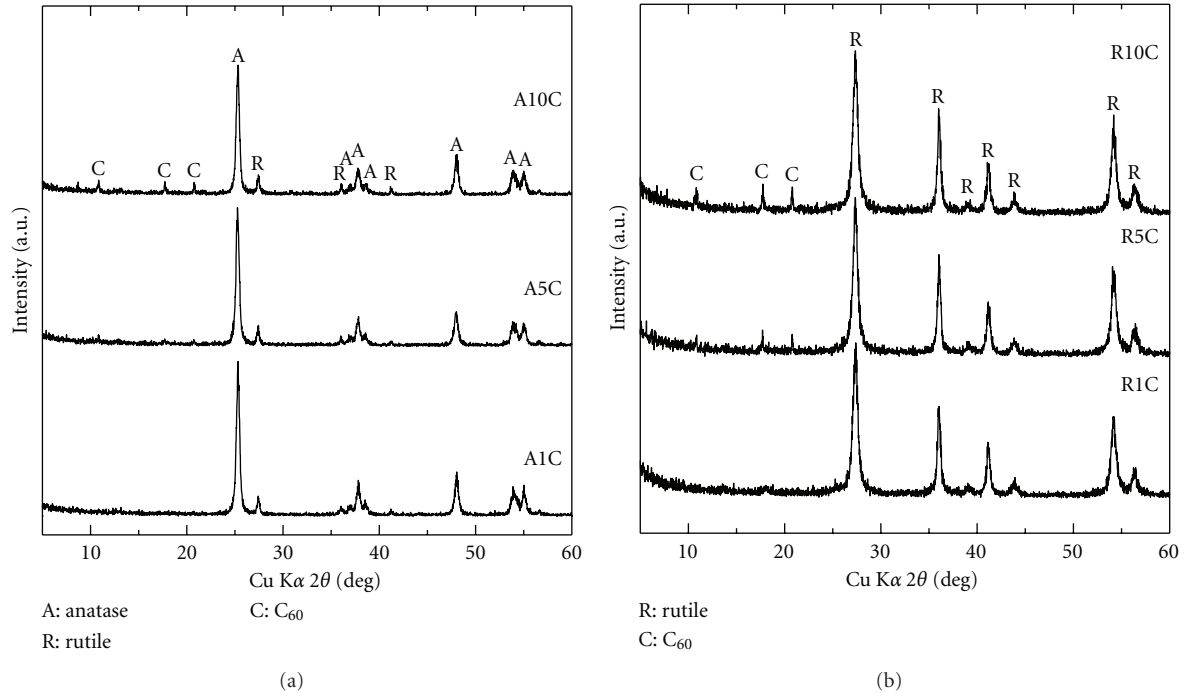 A
A10C
C C C R R A A A R A A A
A5C
A1C
Intensity (a.u.)
10 20 30 40 50 60
Cu Kα 2θ (deg)
A: anatase C: C60
R: rutile
(a)
R
R10C
R R
C C C R R R R
R5C
R1C
Intensity (a.u.)
10 20 30 40 50 60
Cu Kα 2θ (deg)
R: rutile
C: C60
(b)